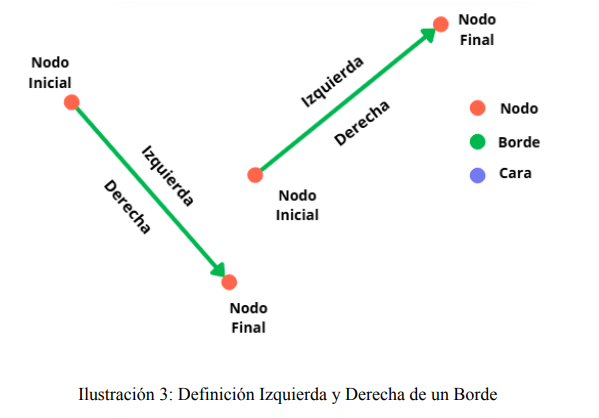 Nodo
Inicial
Izquierda
Derecha
Nodo
Final
Nodo
Final
Izquierda
Derecha
Nodo
Inicial
Nodo
Borde
Cara
Ilustración 3: Definición Izquierda y Derecha de un Borde